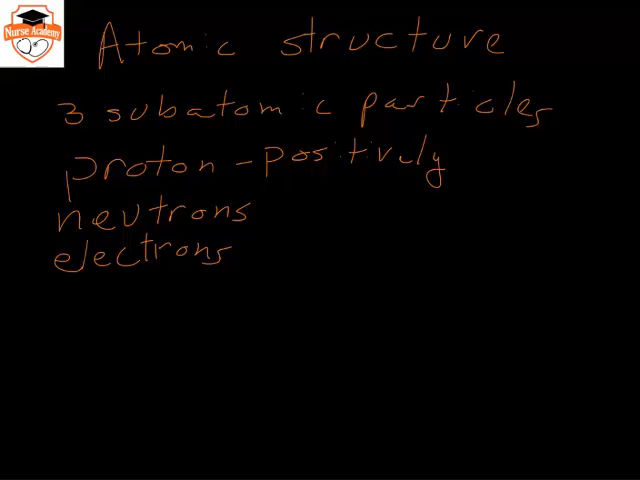 Nurse Academy
Atomic structure
3 subatomic particles
proton - positively
neutrons
electrons